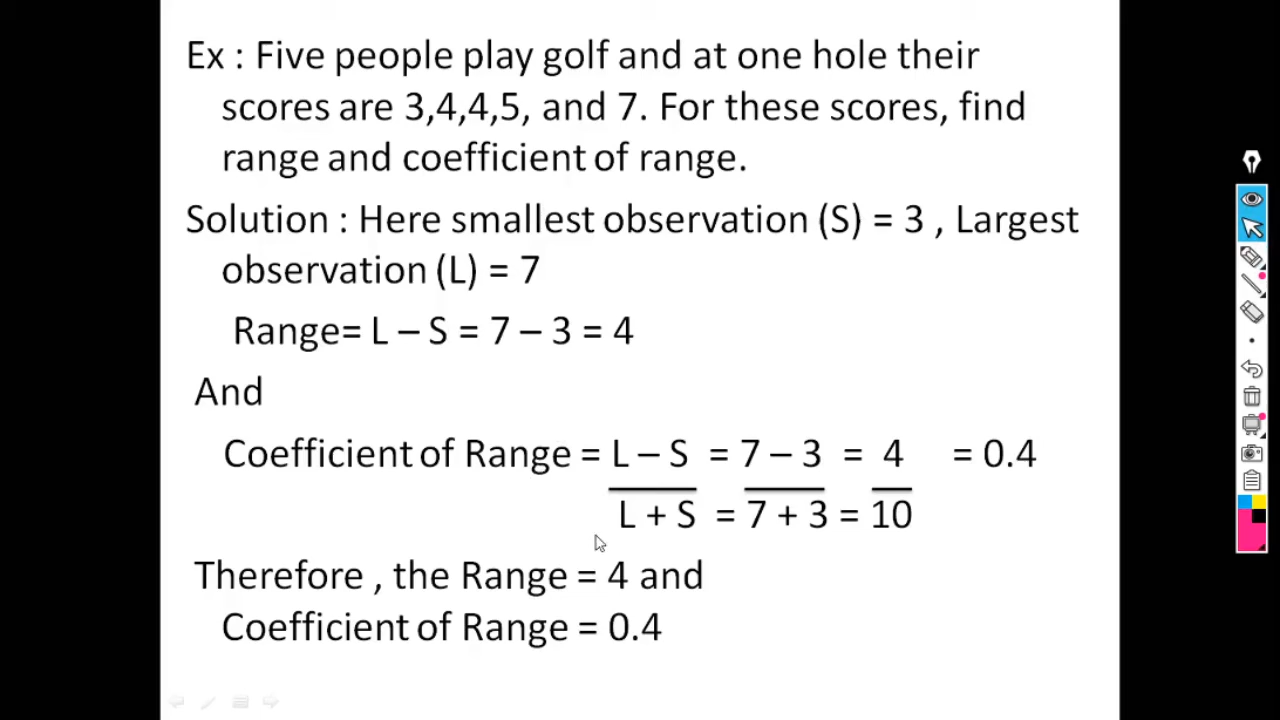 Ex : Five people play golf and at one hole their
scores are 3,4,4,5, and 7. For these scores, find
range and coefficient of range.
Solution : Here smallest observation (S) = 3 , Largest
observation (L) = 7
Range= L – S = 7 – 3 = 4
And
Coefficient of Range = L – S = 7 – 3 = 4 = 0.4
L + S = 7 + 3 = 10
Therefore , the Range = 4 and
Coefficient of Range = 0.4